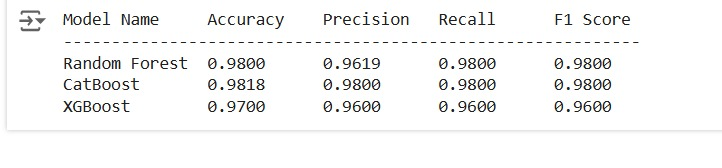 Model Name Accuracy Precision Recall F1 Score
----------------------------------------------------------
Random Forest 0.9800 0.9619 0.9800 0.9800
CatBoost 0.9818 0.9800 0.9800 0.9800
XGBoost 0.9700 0.9600 0.9600 0.9600